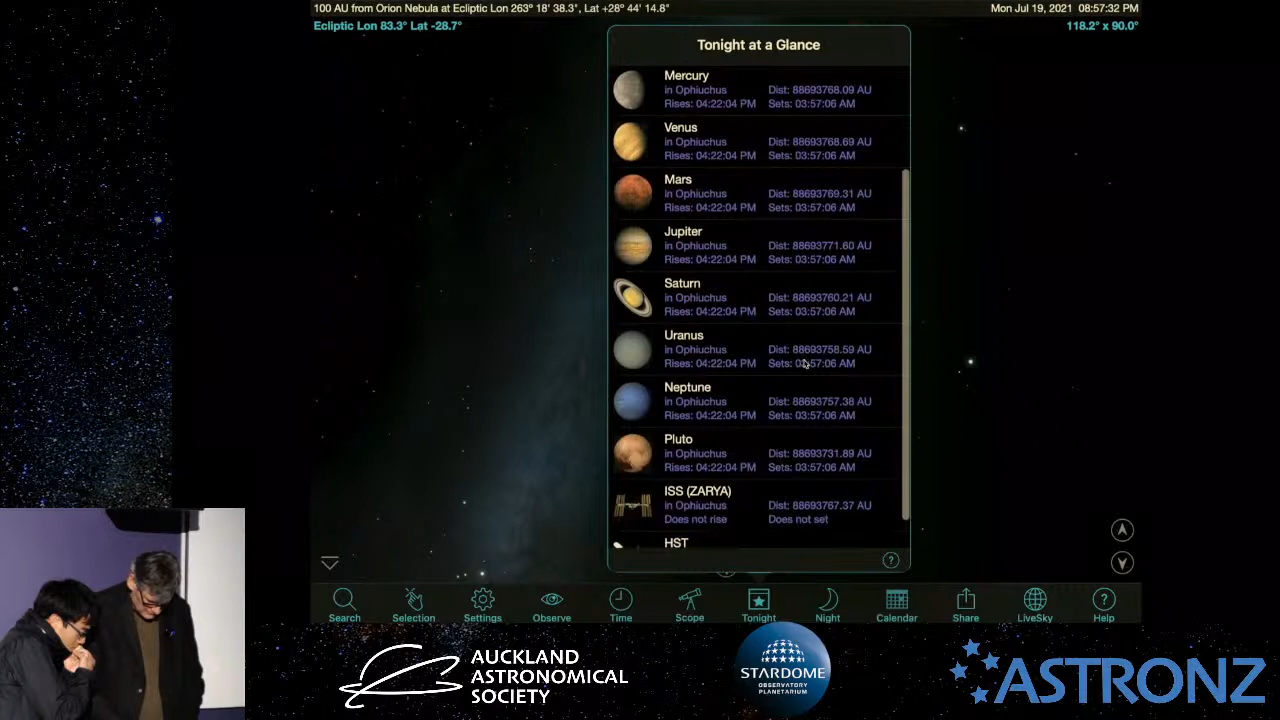 100 AU from Orion Nebula at Ecliptic Lon 263° 18' 38.3", Lat +28° 44' 14.8"
Mon Jul 19, 2021 08:57:32 PM
Ecliptic Lon 83.3° Lat -28.7°
118.2° x 90.0°
Tonight at a Glance
Mercury
in Ophiuchus Dist: 88693768.09 AU
Rises: 04:22:04 PM Sets: 03:57:06 AM
Venus
in Ophiuchus Dist: 88693768.69 AU
Rises: 04:22:04 PM Sets: 03:57:06 AM
Mars
in Ophiuchus Dist: 88693769.31 AU
Rises: 04:22:04 PM Sets: 03:57:06 AM
Jupiter
in Ophiuchus Dist: 88693771.60 AU
Rises: 04:22:04 PM Sets: 03:57:06 AM
Saturn
in Ophiuchus Dist: 88693760.21 AU
Rises: 04:22:04 PM Sets: 03:57:06 AM
Uranus
in Ophiuchus Dist: 88693758.59 AU
Rises: 04:22:04 PM Sets: 03:57:06 AM
Neptune
in Ophiuchus Dist: 88693757.38 AU
Rises: 04:22:04 PM Sets: 03:57:06 AM
Pluto
in Ophiuchus Dist: 88693731.89 AU
Rises: 04:22:04 PM Sets: 03:57:06 AM
ISS (ZARYA)
in Ophiuchus Dist: 88693767.37 AU
Does not rise Does not set
HST
?
?
Search Selection Settings Observe Time Scope Tonight Night Calendar Share LiveSky Help
AUCKLAND
ASTRONOMICAL
SOCIETY
STARDOME
OBSERVATORY
PLANETARIUM
ASTRONZ